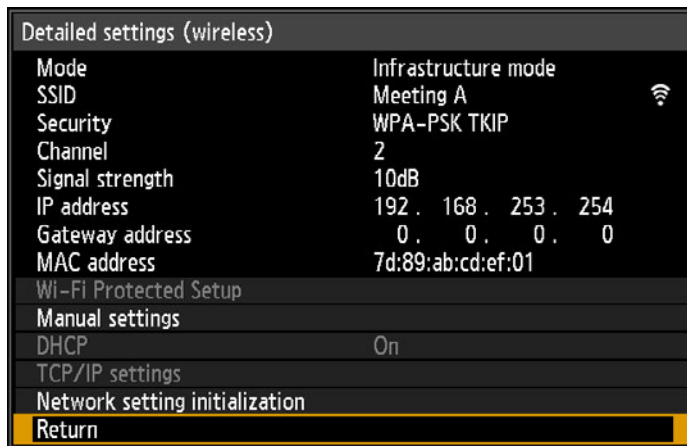 Detailed settings (wireless)
Mode Infrastructure mode
SSID Meeting A
Security WPA-PSK TKIP
Channel 2
Signal strength 10dB
IP address 192 . 168 . 253 . 254
Gateway address 0 . 0 . 0 . 0
MAC address 7d:89:ab:cd:ef:01
Wi-Fi Protected Setup
Manual settings
DHCP On
TCP/IP settings
Network setting initialization
Return